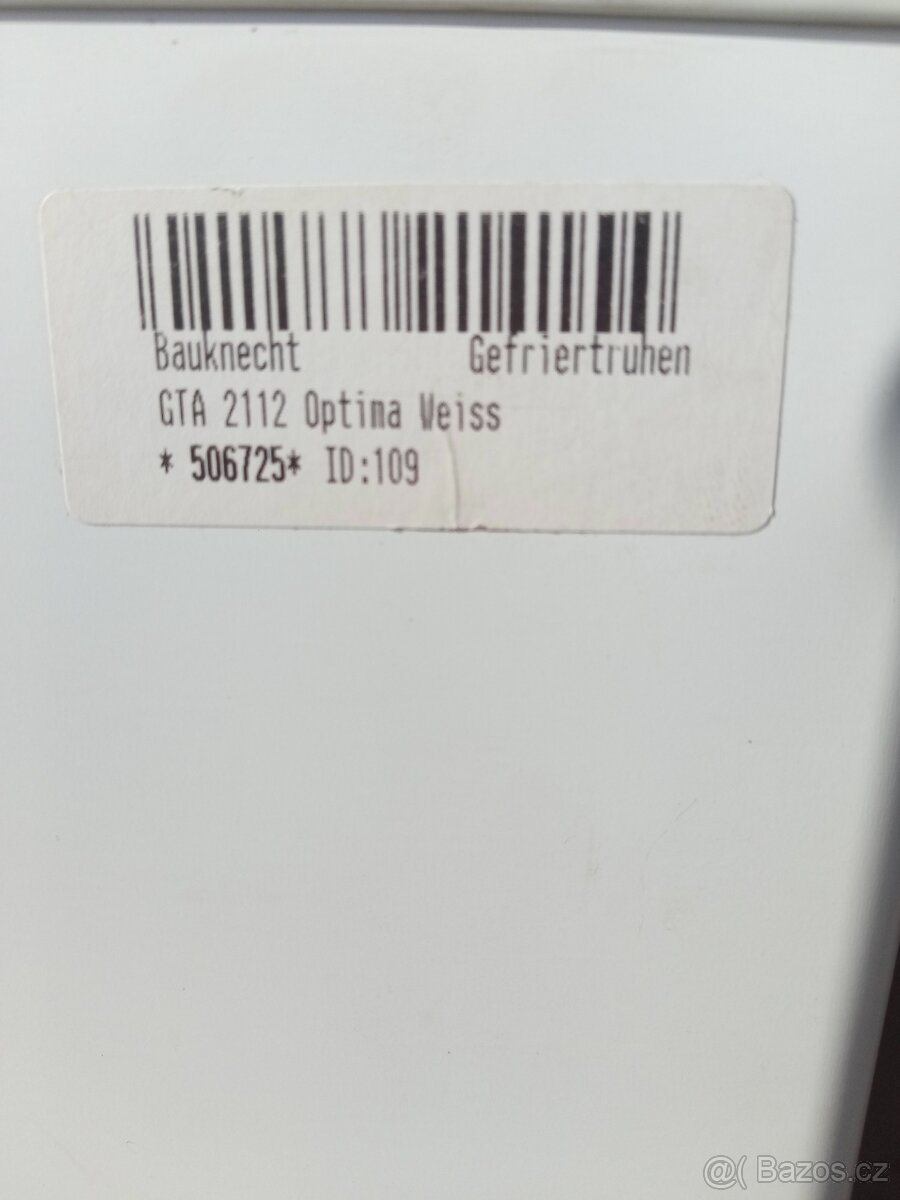 Bauknecht Gefriertruhen
GTA 2112 Optima Weiss
* 506725* ID:109
@( Bazos.cz